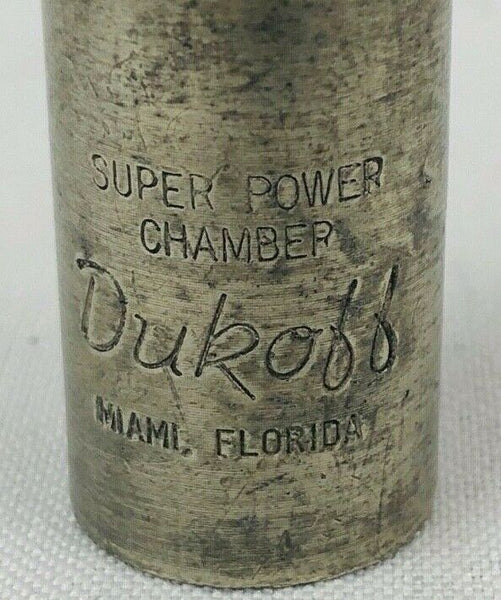 SUPER POWER
CHAMBER
Dukoff
MIAMI, FLORIDA